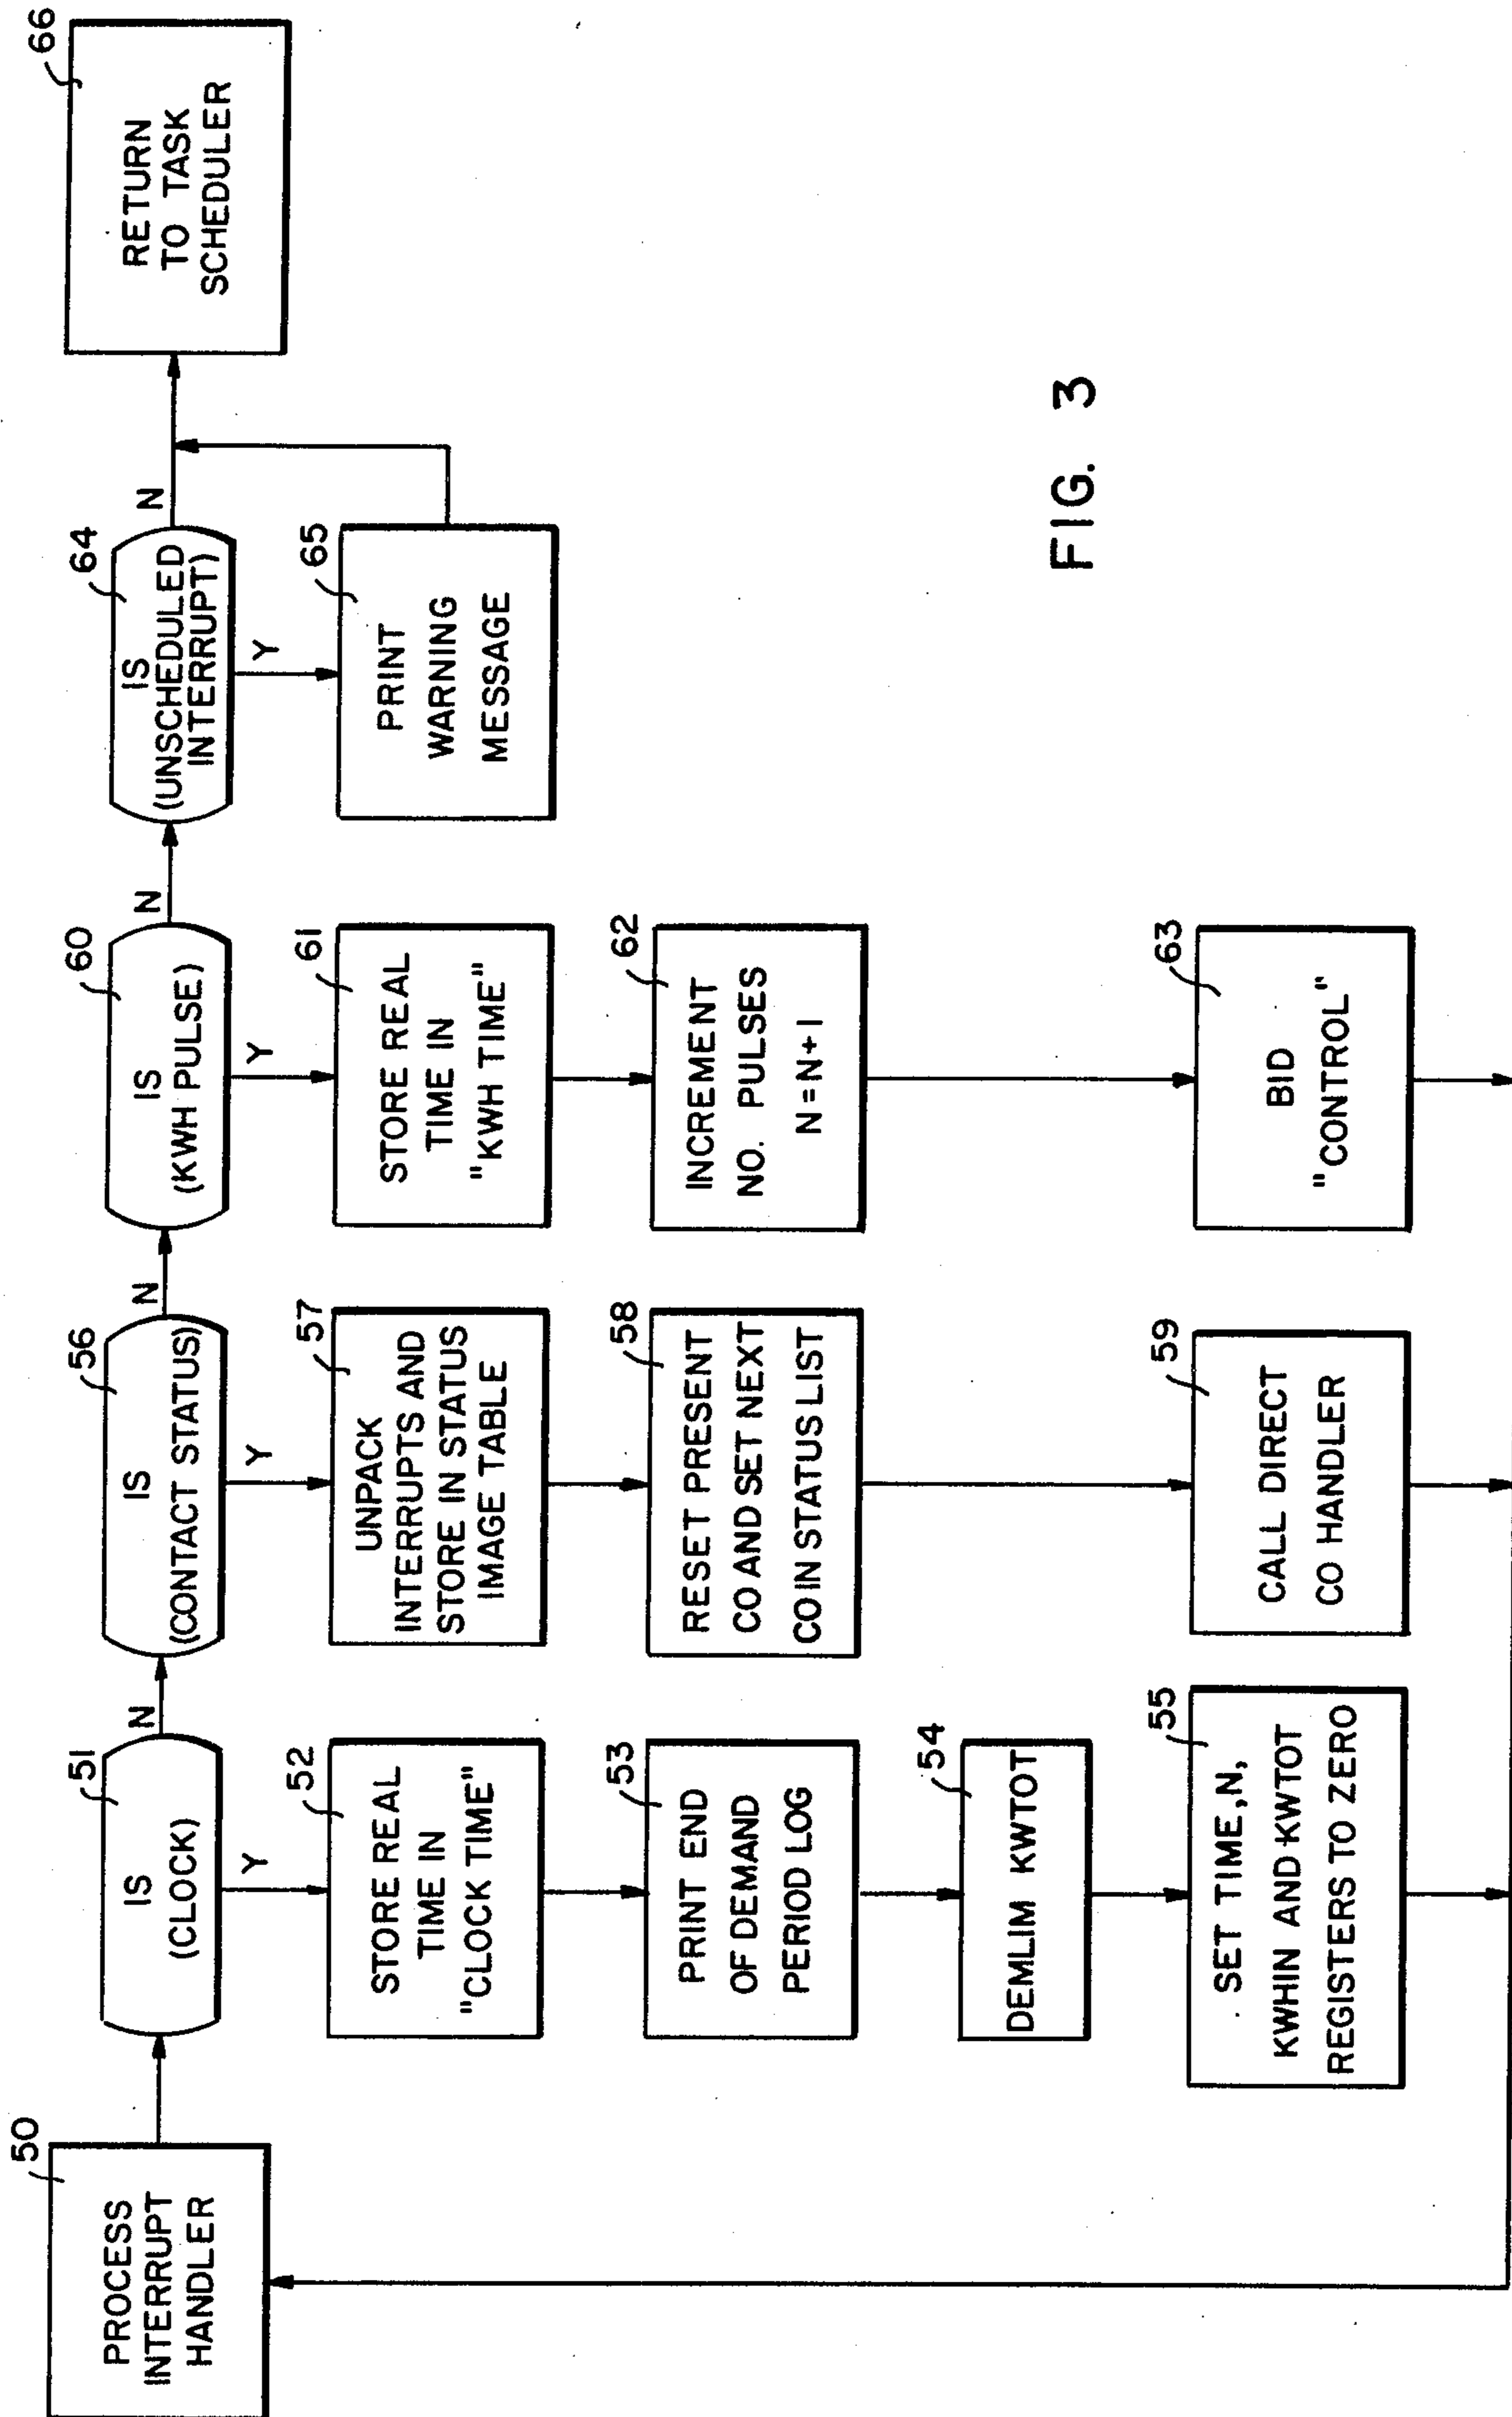 50
PROCESS
INTERRUPT
HANDLER
51
IS
(CLOCK)
N
Y
52
STORE REAL
TIME IN
"CLOCK TIME"
53
PRINT END
OF DEMAND
PERIOD LOG
54
DEMLIM KWTOT
55
SET TIME, N,
KWHIN AND KWTOT
REGISTERS TO ZERO
56
IS
(CONTACT STATUS)
N
Y
57
UNPACK
INTERRUPTS AND
STORE IN STATUS
IMAGE TABLE
58
RESET PRESENT
CO AND SET NEXT
CO IN STATUS LIST
59
CALL DIRECT
CO HANDLER
60
IS
(KWH PULSE)
N
Y
61
STORE REAL
TIME IN
"KWH TIME"
62
INCREMENT
NO. PULSES
N=N+1
63
BID
"CONTROL"
64
IS
(UNSCHEDULED
INTERRUPT)
N
Y
65
PRINT
WARNING
MESSAGE
66
RETURN
TO TASK
SCHEDULER
FIG. 3